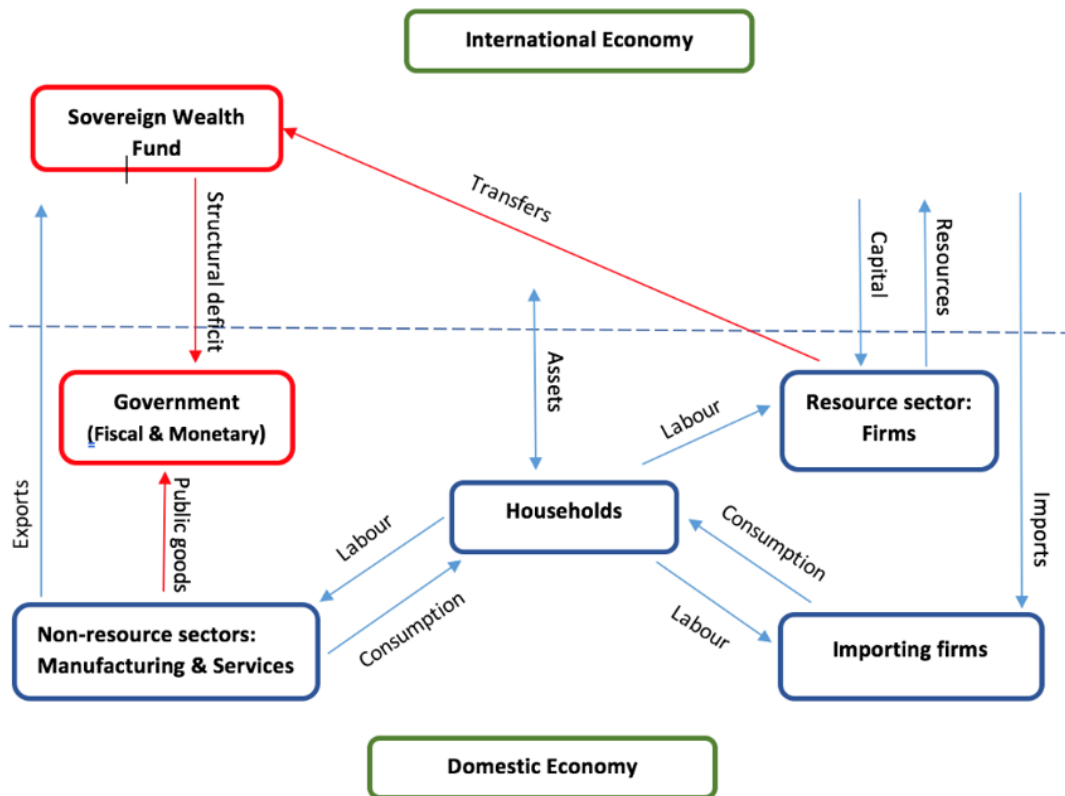 International Economy
Sovereign Wealth
Fund
Transfers
Structural deficit
Capital
Resources
Assets
Government
(Fiscal & Monetary)
Resource sector:
Firms
Labour
Exports
Public goods
Households
Imports
Labour
Consumption
Consumption
Labour
Non-resource sectors:
Manufacturing & Services
Importing firms
Domestic Economy